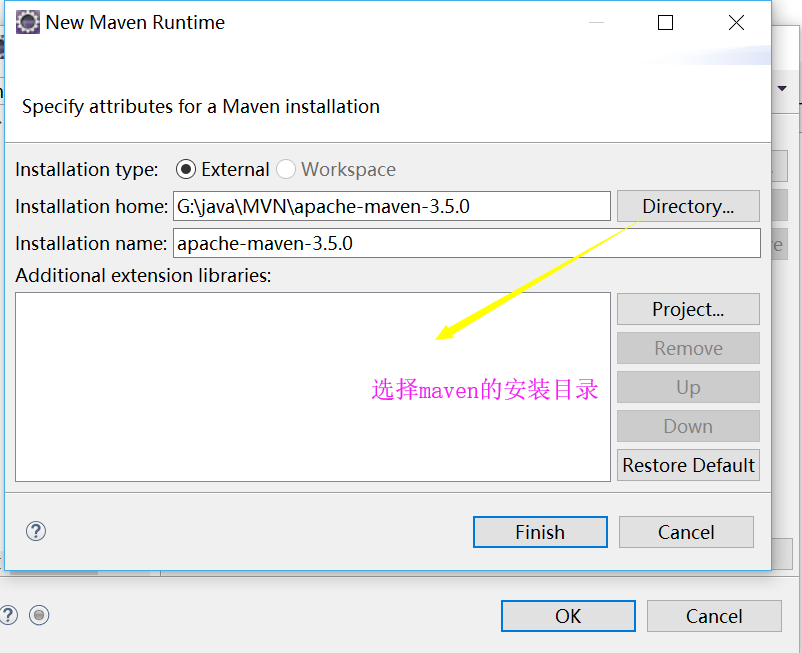 New Maven Runtime
Specify attributes for a Maven installation
Installation type: External Workspace
Installation home: G:\java\MVN\apache-maven-3.5.0 Directory...
Installation name: apache-maven-3.5.0
Additional extension libraries:
Project...
Remove
选择maven的安装目录
Up
Down
Restore Default
Finish Cancel
OK Cancel